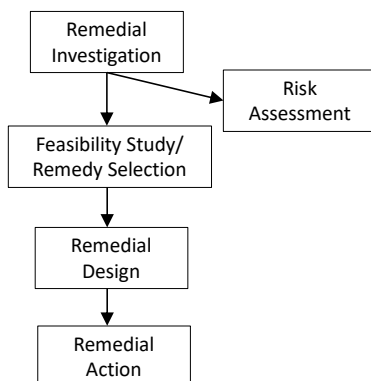 Remedial
Investigation
Risk
Assessment
Feasibility Study/
Remedy Selection
Remedial
Design
Remedial
Action